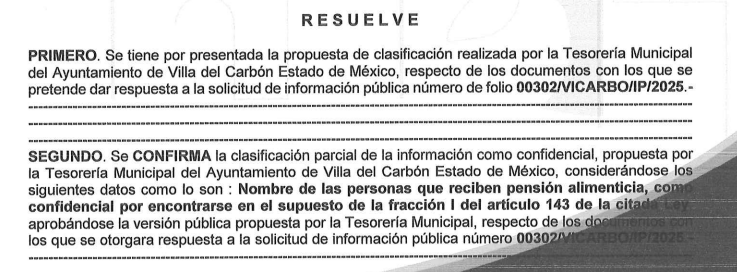 RESUELVE
PRIMERO. Se tiene por presentada la propuesta de clasificación realizada por la Tesorería Municipal
del Ayuntamiento de Villa del Carbón Estado de México, respecto de los documentos con los que se
pretende dar respuesta a la solicitud de información pública número de folio 00302/VICARBO/IP/2025.-
SEGUNDO. Se CONFIRMA la clasificación parcial de la información como confidencial, propuesta por
la Tesorería Municipal del Ayuntamiento de Villa del Carbón Estado de México, considerándose los
siguientes datos como lo son : Nombre de las personas que reciben pensión alimenticia, como
confidencial por encontrarse en el supuesto de la fracción I del artículo 143 de la citada Ley,
aprobándose la versión pública propuesta por la Tesorería Municipal, respecto de los documentos con
los que se otorgara respuesta a la solicitud de información pública número 00302/VICARBO/IP/2025.-